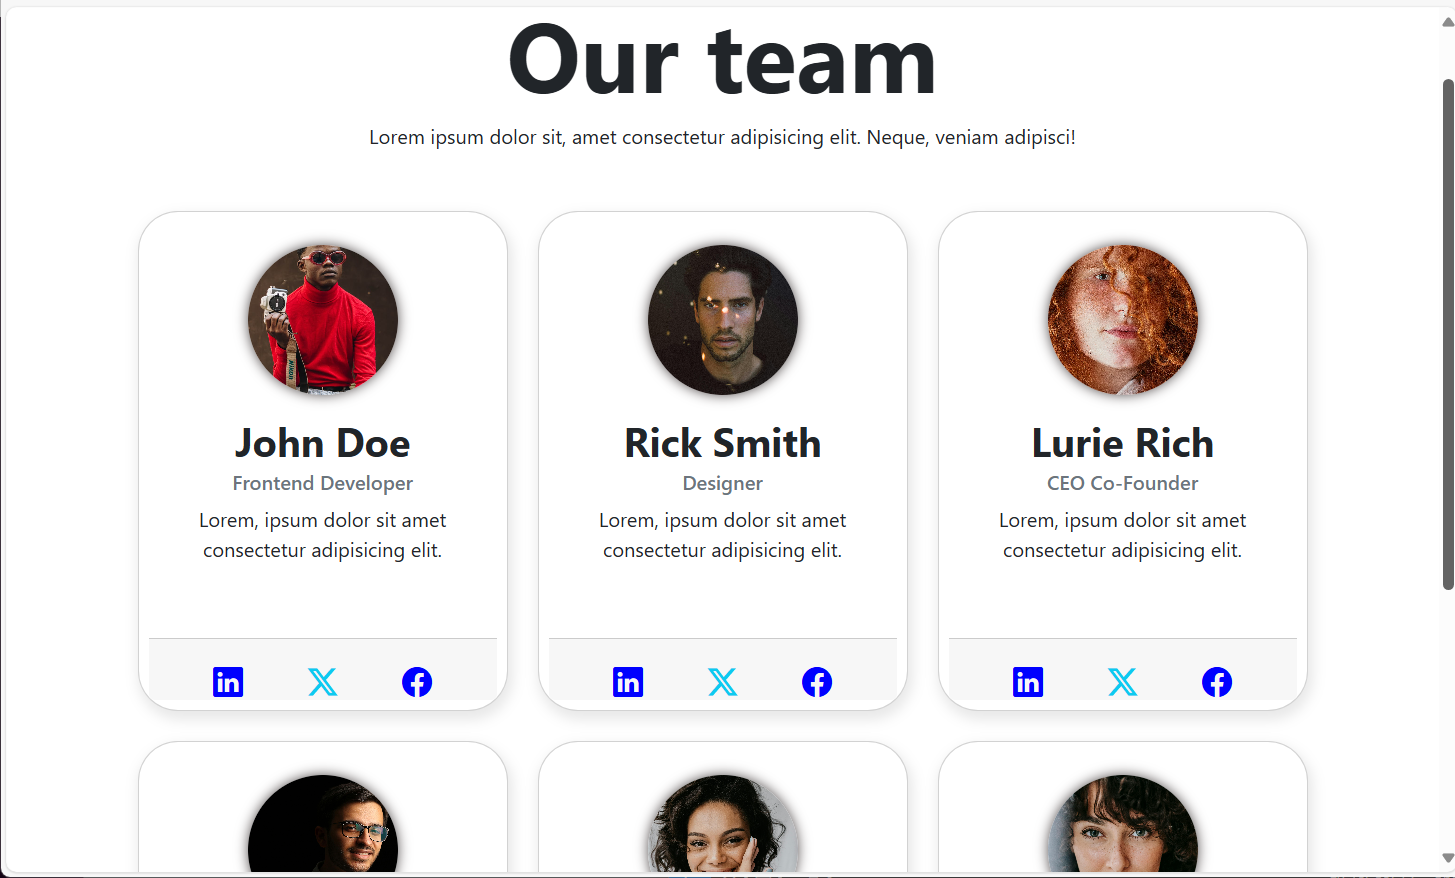 Our team
Lorem ipsum dolor sit, amet consectetur adipisicing elit. Neque, veniam adipisci!
John Doe
Frontend Developer
Lorem, ipsum dolor sit amet
consectetur adipisicing elit.
Rick Smith
Designer
Lorem, ipsum dolor sit amet
consectetur adipisicing elit.
Lurie Rich
CEO Co-Founder
Lorem, ipsum dolor sit amet
consectetur adipisicing elit.